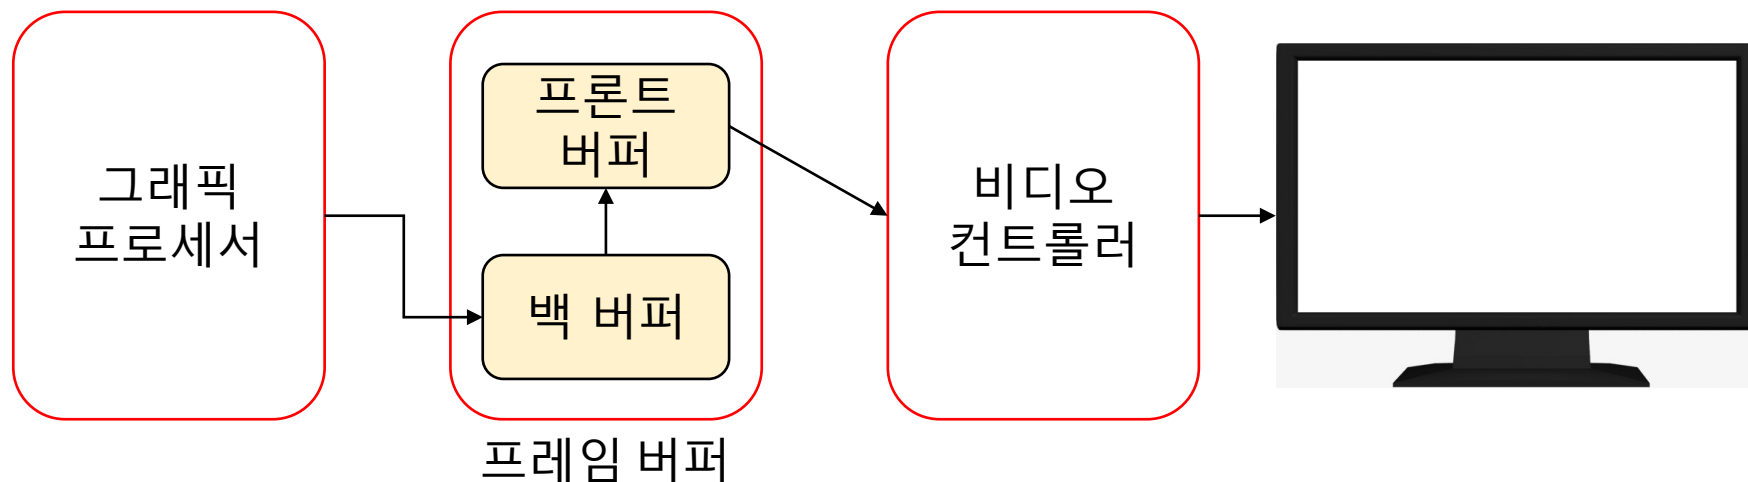 그래픽
프로세서
프론트
버퍼
백 버퍼
프레임 버퍼
비디오
컨트롤러